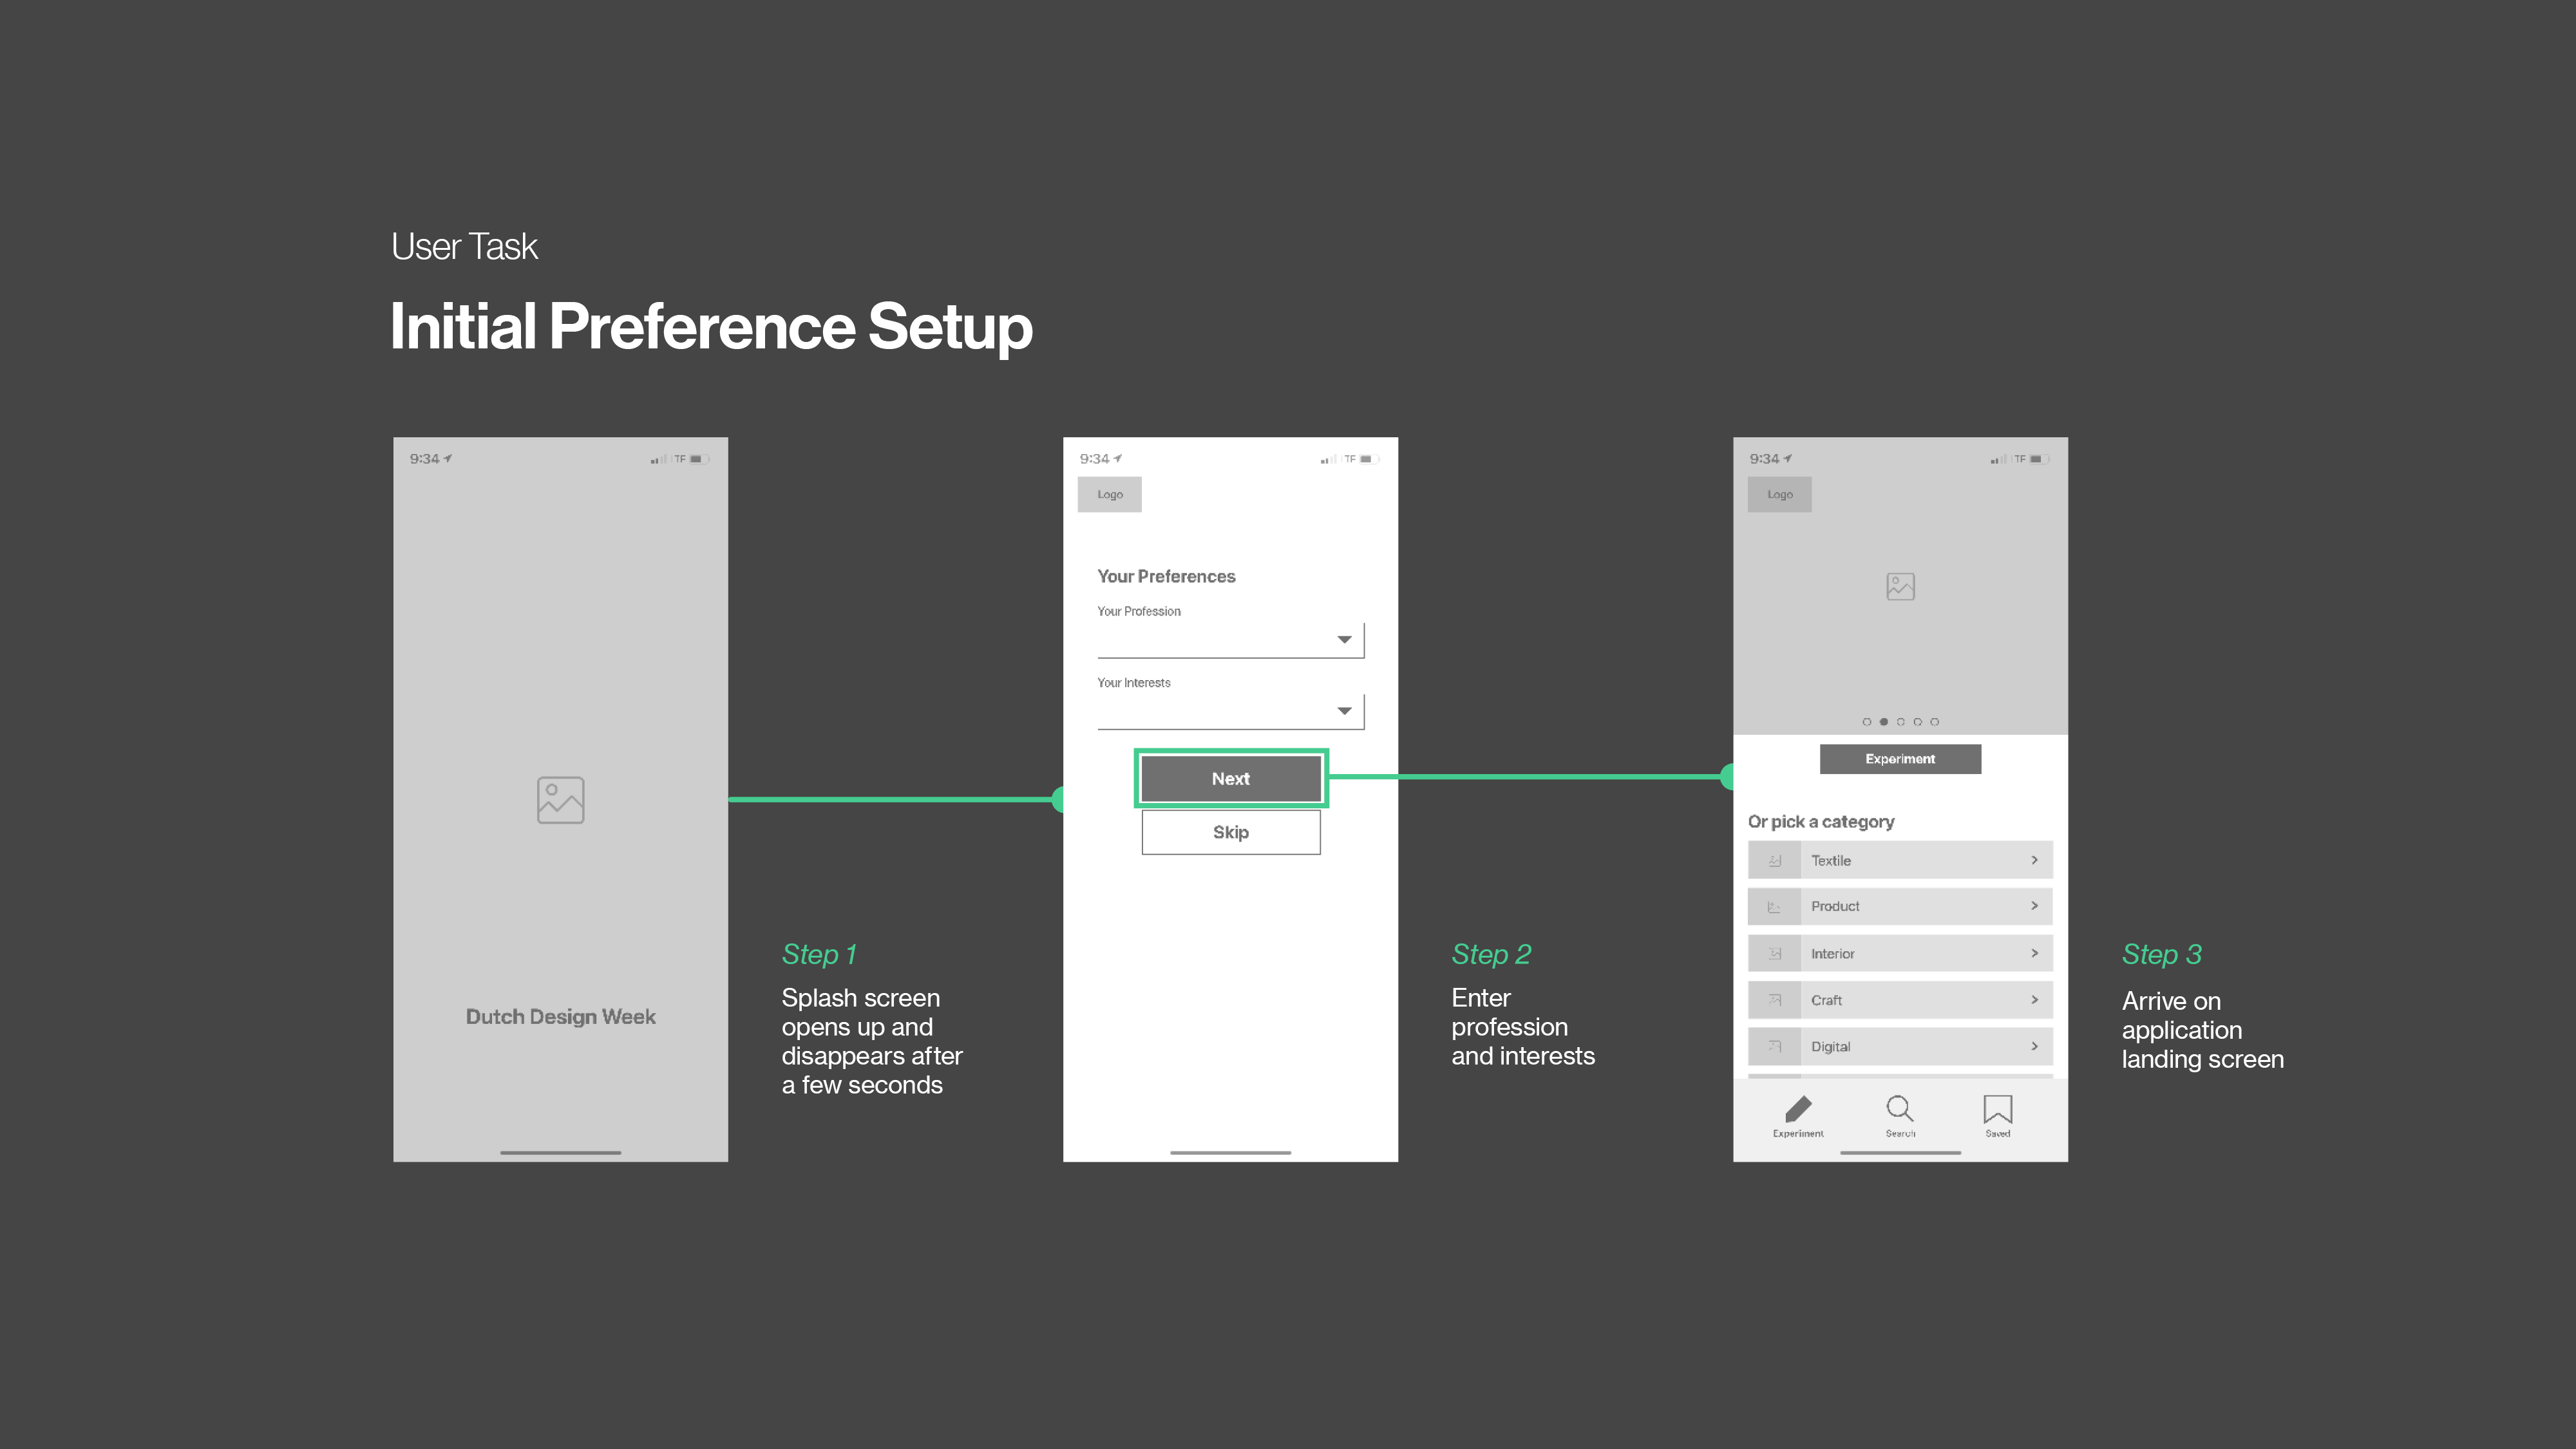 User Task
Initial Preference Setup
9:34
TF
Dutch Design Week
Step 1
Splash screen
opens up and
disappears after
a few seconds
9:34
TF
Logo
Your Preferences
Your Profession
Your Interests
Next
Skip
Step 2
Enter
profession
and interests
9:34
TF
Logo
Experiment
Or pick a category
Textile
Product
Interior
Craft
Digital
Experiment
Search
Saved
Step 3
Arrive on
application
landing screen